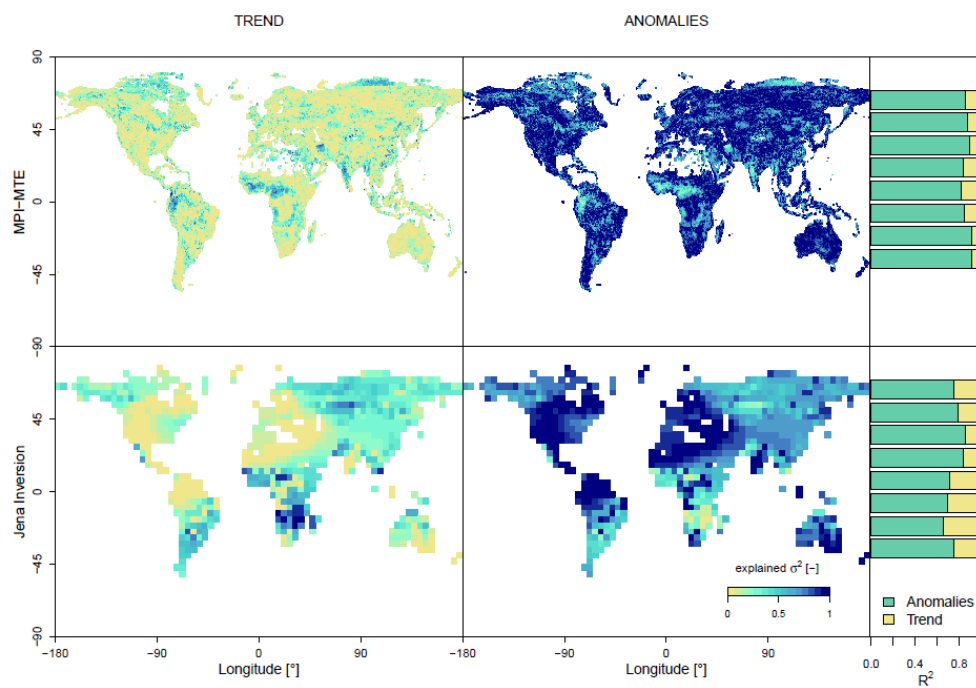 TREND
ANOMALIES
MPI-MTE
90
45
0
−45
−90
Jena Inversion
45
0
−45
−90
explained σ² [−]
0
0.5
1
Anomalies
Trend
−180
−90
0
90
−180
−90
0
90
0.0
0.4
0.8
Longitude [°]
Longitude [°]
R²